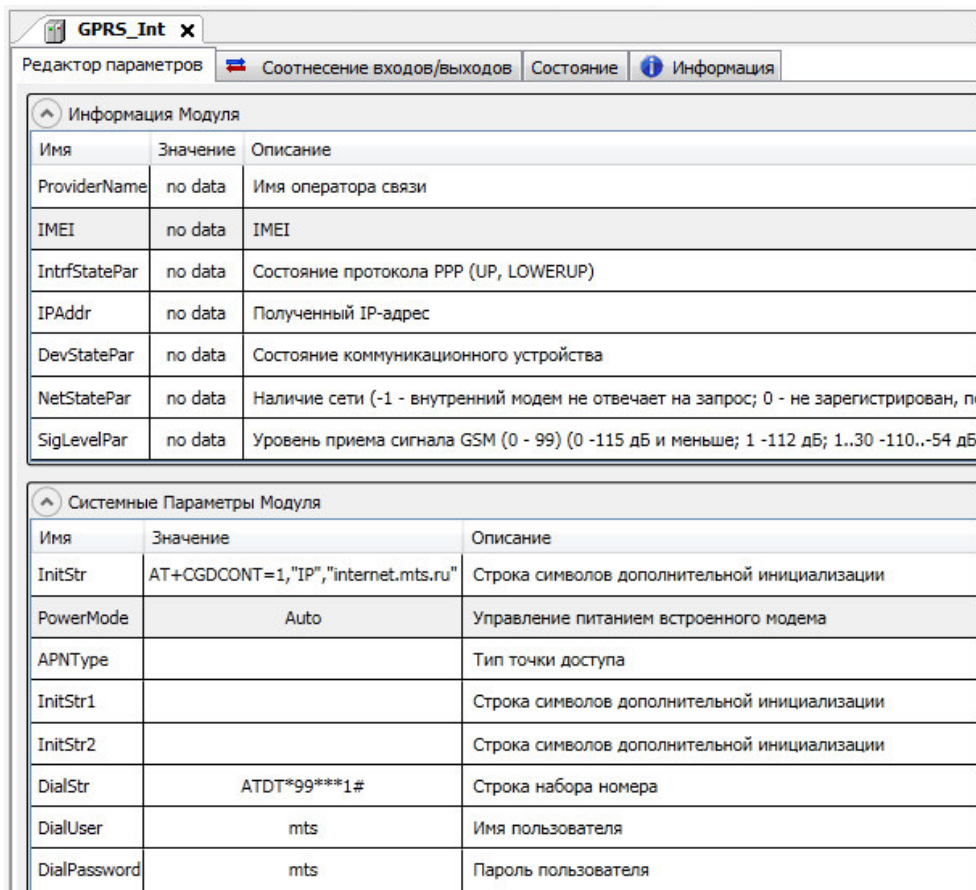 GPRS_Int x
Редактор параметров Соотнесение входов/выходов Состояние Информация
Информация Модуля
Имя Значение Описание
ProviderName no data Имя оператора связи
IMEI no data IMEI
IntrfStatePar no data Состояние протокола PPP (UP, LOWERUP)
IPAddr no data Полученный IP-адрес
DevStatePar no data Состояние коммуникационного устройства
NetStatePar no data Наличие сети (-1 - внутренний модем не отвечает на запрос; 0 - не зарегистрирован,
SigLevelPar no data Уровень приема сигнала GSM (0 - 99) (0 -115 дБ и меньше; 1 -112 дБ; 1..30 -110..-54 дБ
Системные Параметры Модуля
Имя Значение Описание
InitStr AT+CGDCONT=1,"IP","internet.mts.ru" Строка символов дополнительной инициализации
PowerMode Auto Управление питанием встроенного модема
APNType Тип точки доступа
InitStr1 Строка символов дополнительной инициализации
InitStr2 Строка символов дополнительной инициализации
DialStr ATDT*99***1# Строка набора номера
DialUser mts Имя пользователя
DialPassword mts Пароль пользователя